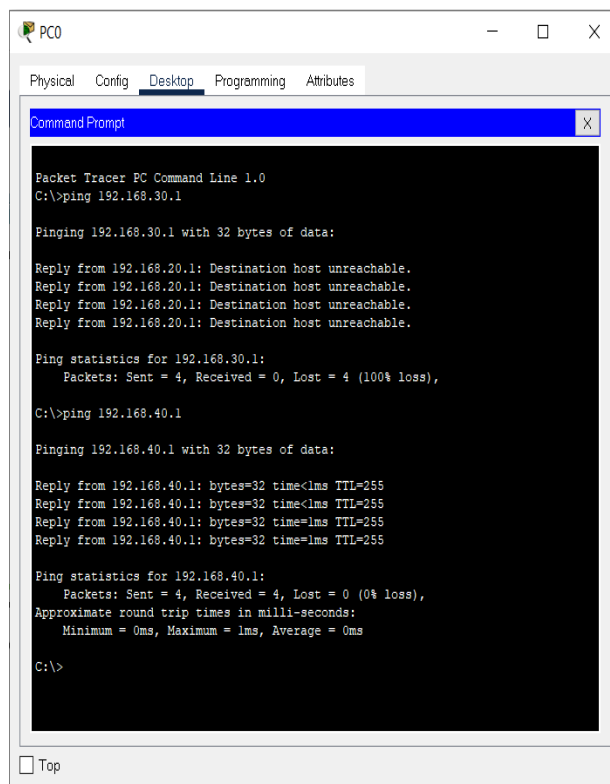 PC0
Physical Config Desktop Programming Attributes
Command Prompt
X
Packet Tracer PC Command Line 1.0
C:\>ping 192.168.30.1
Pinging 192.168.30.1 with 32 bytes of data:
Reply from 192.168.20.1: Destination host unreachable.
Reply from 192.168.20.1: Destination host unreachable.
Reply from 192.168.20.1: Destination host unreachable.
Reply from 192.168.20.1: Destination host unreachable.
Ping statistics for 192.168.30.1:
Packets: Sent = 4, Received = 0, Lost = 4 (100% loss),
C:\>ping 192.168.40.1
Pinging 192.168.40.1 with 32 bytes of data:
Reply from 192.168.40.1: bytes=32 time<1ms TTL=255
Reply from 192.168.40.1: bytes=32 time<1ms TTL=255
Reply from 192.168.40.1: bytes=32 time=1ms TTL=255
Reply from 192.168.40.1: bytes=32 time=1ms TTL=255
Ping statistics for 192.168.40.1:
Packets: Sent = 4, Received = 4, Lost = 0 (0% loss),
Approximate round trip times in milli-seconds:
Minimum = 0ms, Maximum = 1ms, Average = 0ms
C:\>
Top